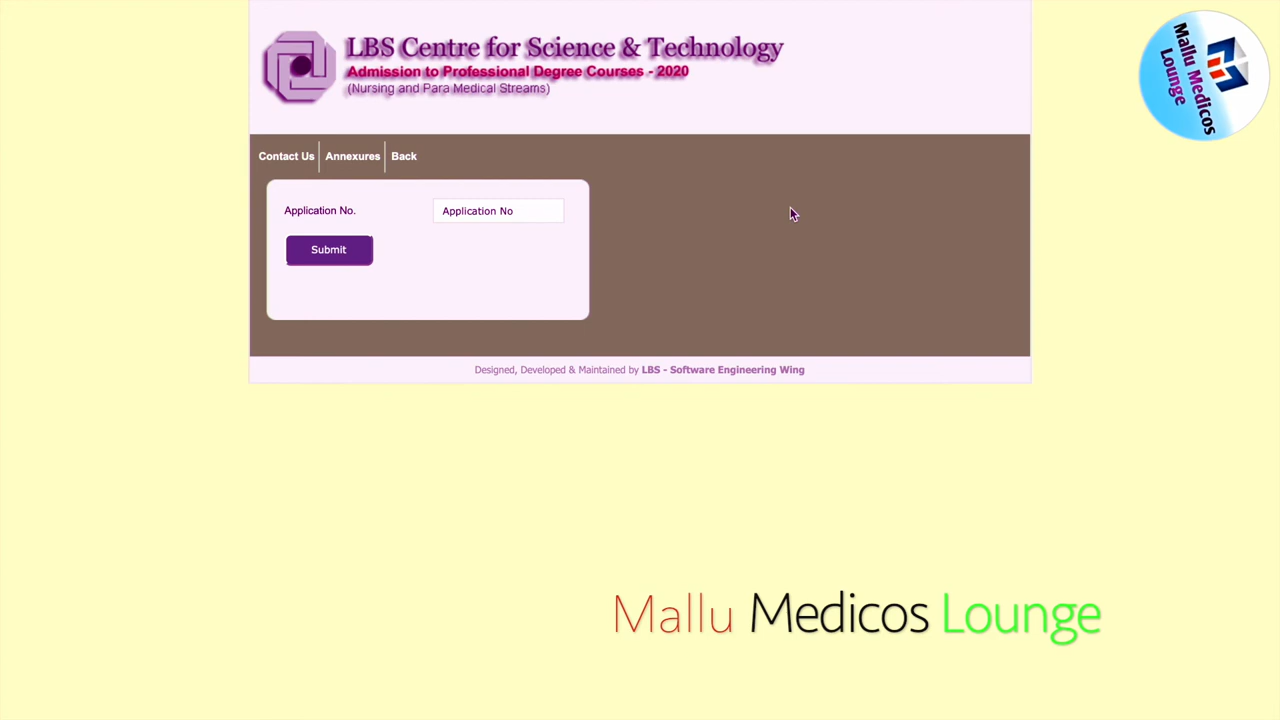 LBS Centre for Science & Technology
Admission to Professional Degree Courses - 2020
(Nursing and Para Medical Streams)
Mallu Medicos
Lounge
Contact Us
Annexures
Back
Application No.
Application No
Submit
Designed, Developed & Maintained by LBS - Software Engineering Wing
Mallu Medicos Lounge